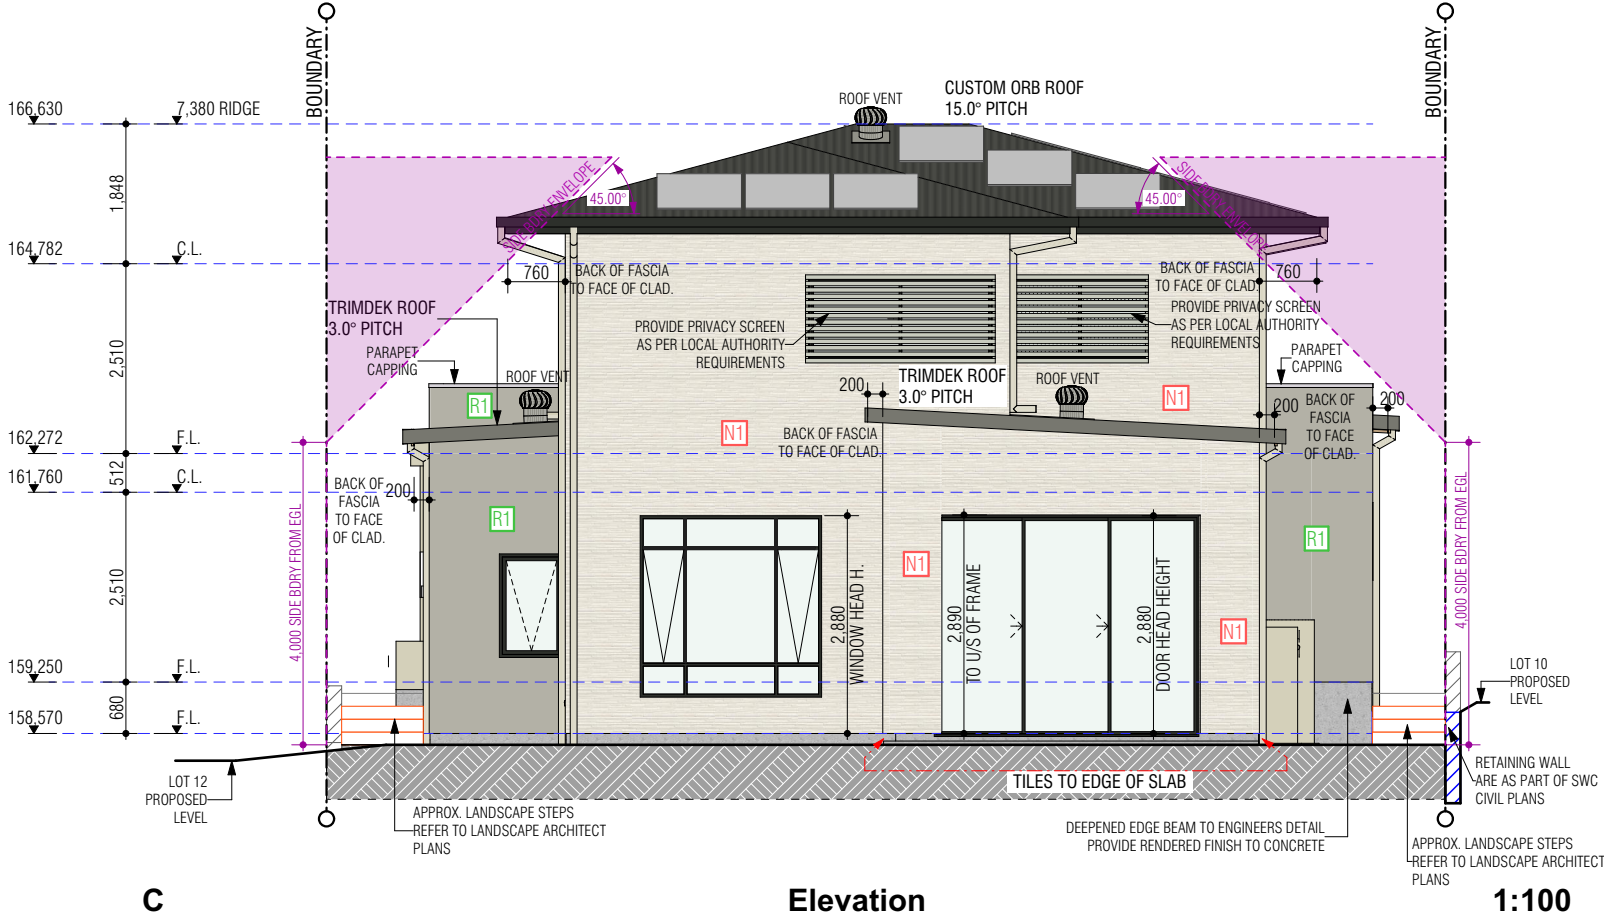 BOUNDARY
BOUNDARY
166,630
7,380 RIDGE
ROOF VENT
CUSTOM ORB ROOF
15.0° PITCH
1,848
SIDE BDRY ENVELOPE
45.00°
45.00°
SIDE BDRY ENVELOPE
164,782
C.L.
760
BACK OF FASCIA
TO FACE OF CLAD.
BACK OF FASCIA
TO FACE OF CLAD.
760
TRIMDEK ROOF
3.0° PITCH
PROVIDE PRIVACY SCREEN
AS PER LOCAL AUTHORITY
REQUIREMENTS
PROVIDE PRIVACY SCREEN
AS PER LOCAL AUTHORITY
REQUIREMENTS
2,510
PARAPET
CAPPING
PARAPET
CAPPING
ROOF VENT
200
TRIMDEK ROOF
3.0° PITCH
ROOF VENT
R1
N1
N1
200
BACK OF
FASCIA
TO FACE
OF CLAD.
200
BACK OF FASCIA
TO FACE OF CLAD.
162,272
F.L.
512
161,760
C.L.
BACK OF
FASCIA
TO FACE
OF CLAD.
200
R1
N1
R1
2,510
4,000 SIDE BDRY FROM EGL
2,880
WINDOW HEAD H.
2,890
TO U/S OF FRAME
2,880
DOOR HEAD HEIGHT
N1
4,000 SIDE BDRY FROM EGL
159,250
F.L.
680
158,570
F.L.
LOT 10
PROPOSED
LEVEL
LOT 12
PROPOSED
LEVEL
TILES TO EDGE OF SLAB
RETAINING WALL
ARE AS PART OF SWC
CIVIL PLANS
APPROX. LANDSCAPE STEPS
REFER TO LANDSCAPE ARCHITECT
PLANS
DEEPENED EDGE BEAM TO ENGINEERS DETAIL
PROVIDE RENDERED FINISH TO CONCRETE
APPROX. LANDSCAPE STEPS
REFER TO LANDSCAPE ARCHITECT
PLANS
C
Elevation
1:100